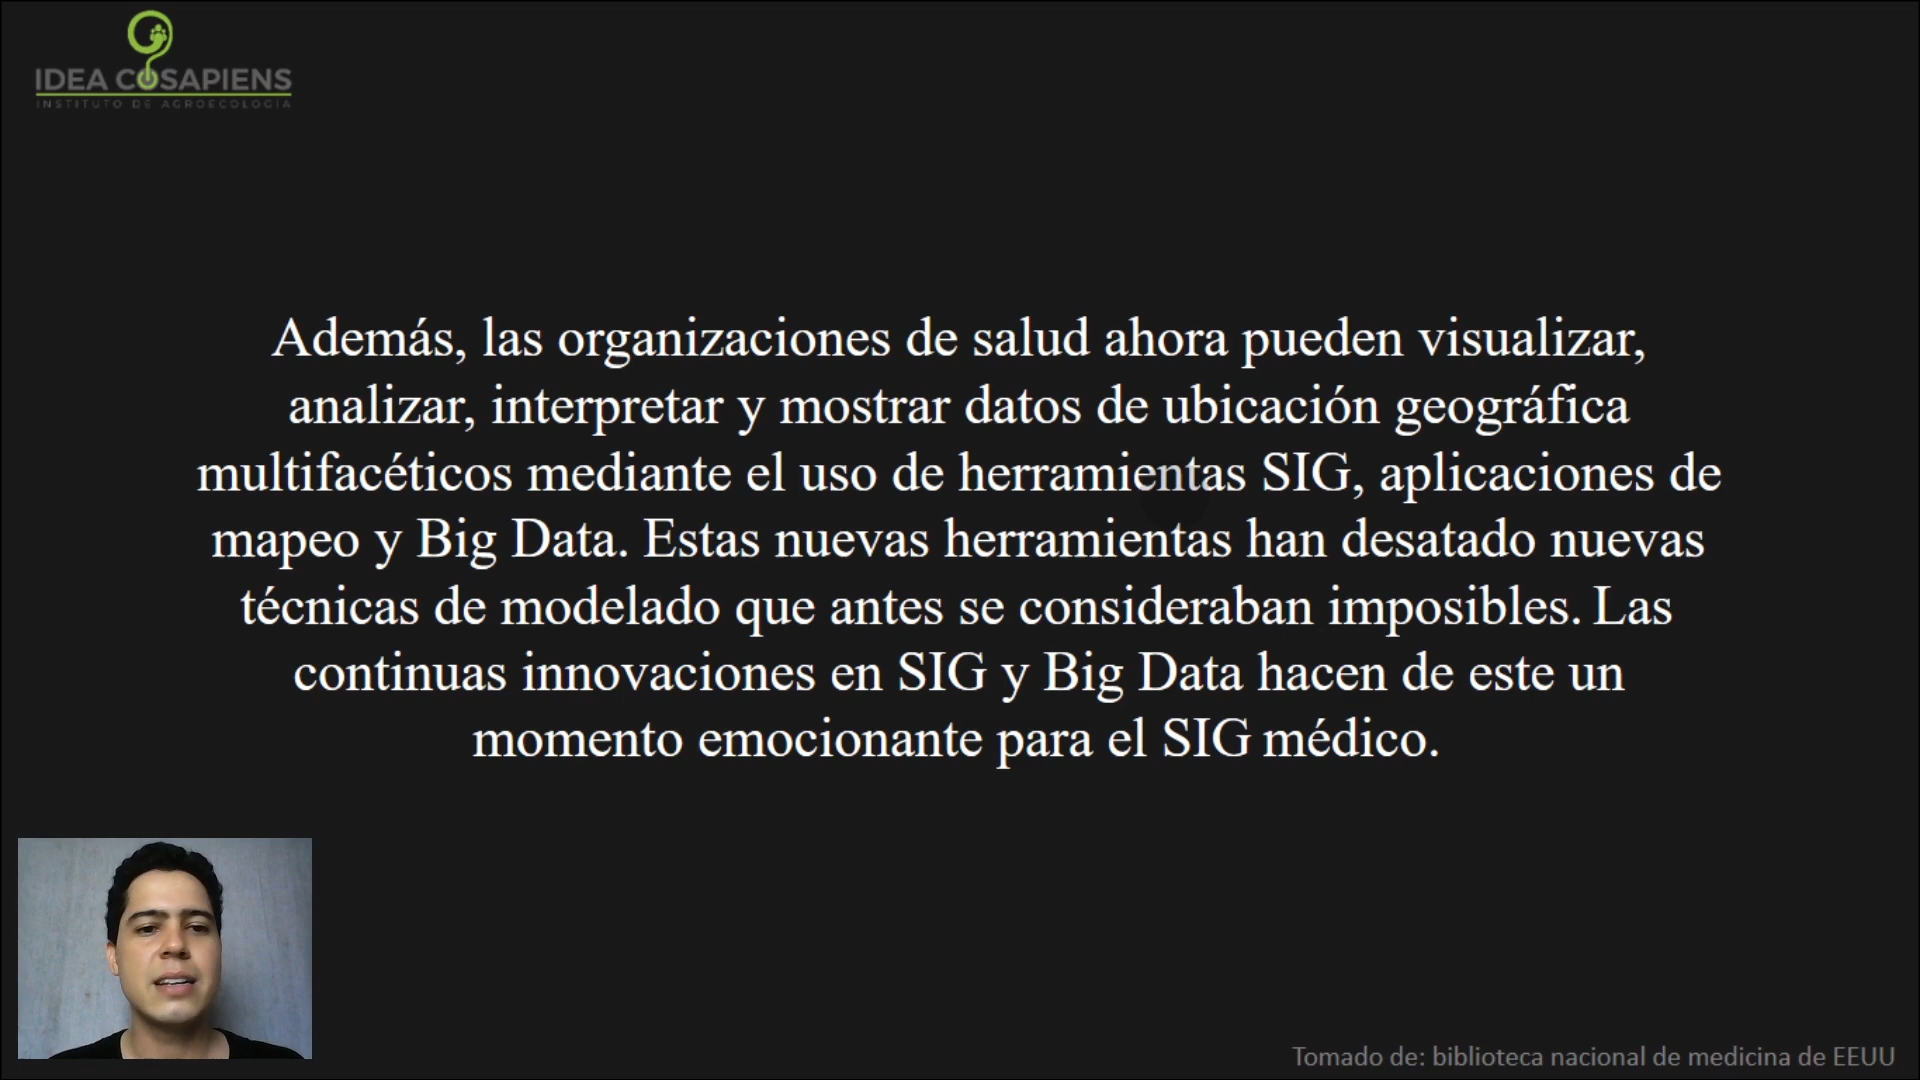 IDEA COSAPIENS
INSTITUTO DE AGROECOLOGIA
Además, las organizaciones de salud ahora pueden visualizar,
analizar, interpretar y mostrar datos de ubicación geográfica
multifacéticos mediante el uso de herramientas SIG, aplicaciones de
mapeo y Big Data. Estas nuevas herramientas han desatado nuevas
técnicas de modelado que antes se consideraban imposibles. Las
continuas innovaciones en SIG y Big Data hacen de este un
momento emocionante para el SIG médico.
Tomado de: biblioteca nacional de medicina de EEUU